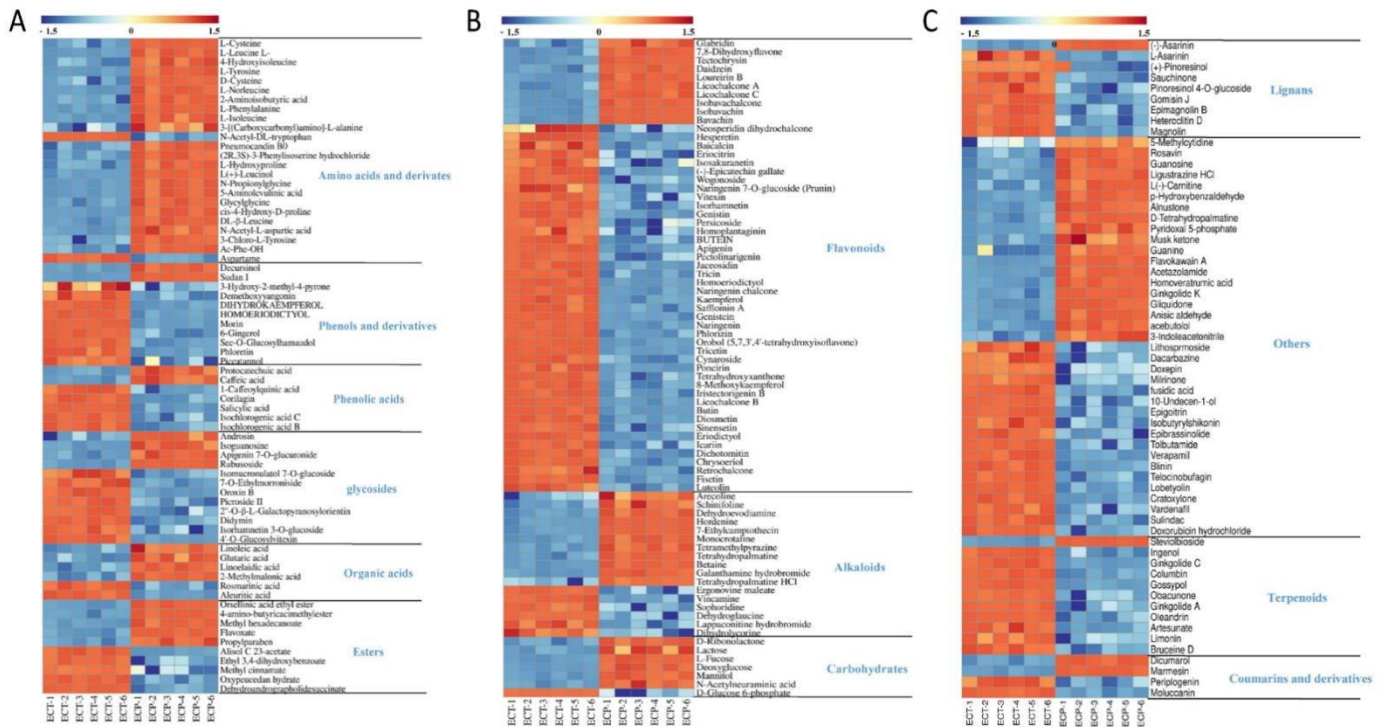 A
- 1.5 0 1.5
L-Cysteine
L-Leucine L-
4-Hydroxyisoleucine
L-Tyrosine
D-Cysteine
L-Norleucine
2-Aminoisobutyric acid
L-Phenylalanine
L-Isoleucine
3-[(Carboxycarbonyl)amino]-L-alanine
N-Acetyl-DL-tryptophan
Pneumocandin B0
(2R,3S)-3-Phenylisoserine hydrochloride
L-Hydroxyproline
L(+)-Leucinol
N-Propionylglycine
5-Aminolevulinic acid
Glycylglycine
cis-4-Hydroxy-D-proline
DL-β-Leucine
N-Acetyl-L-aspartic acid
3-Chloro-L-Tyrosine
Ac-Phe-OH
Aspartame
Amino acids and derivates
Decursinol
Sudan I
3-Hydroxy-2-methyl-4-pyrone
Demethoxyyangonin
DIHYDROKAEMPFEROL
HOMOERIODICTYOL
Morin
6-Gingerol
Sec-O-Glucosylhamaudol
Phloretin
Piceatannol
Phenols and derivatives
Protocatechuic acid
Caffeic acid
1-Caffeoylquinic acid
Corilagin
Salicylic acid
Isochlorogenic acid C
Isochlorogenic acid B
Phenolic acids
Androsin
Isoguanosine
Apigenin 7-O-glucuronide
Rubusoside
Isomucronulatol 7-O-glucoside
7-O-Ethylmorroniside
Oroxin B
Picroside II
2"-O-β-L-Galactopyranosylorientin
Didymin
Isorhamnetin 3-O-glucoside
4'-O-Glucosylvitexin
glycosides
Linoleic acid
Glutaric acid
Linoelaidic acid
2-Methylmalonic acid
Rosmarinic acid
Aleuritic acid
Organic acids
Orsellinic acid ethyl ester
4-amino-butyricacimethylester
Methyl hexadecanoate
Flavoxate
Propylparaben
Alisol C 23-acetate
Ethyl 3,4-dihydroxybenzoate
Methyl cinnamate
Oxypeucedan hydrate
Dehydroandrographolidesuccinate
Esters
ECT-1 ECT-2 ECT-3 ECT-4 ECT-5 ECT-6 ECP-1 ECP-2 ECP-3 ECP-4 ECP-5 ECP-6
B
- 1.5 0 1.5
Glabridin
7,8-Dihydroxyflavone
Tectochrysin
Daidzein
Loureirin B
Licochalcone A
Licochalcone C
Isobavachalcone
Isobavachin
Bavachin
Neosperidin dihydrochalcone
Hesperetin
Baicalein
Eriocitrin
Isosakuranetin
(-)-Epicatechin gallate
Wogonoside
Naringenin 7-O-glucoside (Prunin)
Vitexin
Isorhamnetin
Genistin
Persicoside
Homoplantaginin
BUTEIN
Apigenin
Pectolinarigenin
Jaceosidin
Tricin
Homoeriodictyol
Naringenin chalcone
Kaempferol
Safflomin A
Genistein
Naringenin
Phlorizin
Orobol (5,7,3',4'-tetrahydroxyisoflavone)
Tricetin
Cynaroside
Poncirin
Tetrahydroxyxanthone
8-Methoxykaempferol
Iristectorigenin B
Licochalcone B
Butin
Diosmetin
Sinensetin
Eriodictyol
Icariin
Dichotomitin
Chrysoeriol
Retrochalcone
Fisetin
Luteolin
Flavonoids
Arecoline
Schinifoline
Dehydroevodiamine
Hordenine
7-Ethylcamptothecin
Monocrotaline
Tetramethylpyrazine
Tetrahydropalmatine
Betaine
Galanthamine hydrobromide
Tetrahydropalmatine HCl
Ergonovine maleate
Vincamine
Sophoridine
Dehydroglaucine
Lappaconitine hydrobromide
Dihydrolycorine
Alkaloids
D-Ribonolactone
Lactose
L-Fucose
Deoxyglucose
Mannitol
N-Acetylneuraminic acid
D-Glucose 6-phosphate
Carbohydrates
ECT-1 ECT-2 ECT-3 ECT-4 ECT-5 ECT-6 ECP-1 ECP-2 ECP-3 ECP-4 ECP-5 ECP-6
C
- 1.5 0 1.5
(-)-Asarinin
L-Asarinin
(+)-Pinoresinol
Sauchinone
Pinoresinol 4-O-glucoside
Gomisin J
Epimagnolin B
Heteroclitin D
Magnolin
Lignans
5-Methylcytidine
Rosavin
Guanosine
Ligustrazine HCl
L(-)-Carnitine
p-Hydroxybenzaldehyde
Alnustone
D-Tetrahydropalmatine
Pyridoxal 5-phosphate
Musk ketone
Guanine
Flavokawain A
Acetazolamide
Homoveratrumic acid
Ginkgolide K
Gilquidone
Anisic aldehyde
acebutolol
3-Indoleacetonitrile
Lithosprmoside
Dacarbazine
Doxepin
Milrinone
fusidic acid
10-Undecen-1-ol
Epigoitrin
Isobutyrylshikonin
Epibrassinolide
Tolbutamide
Verapamil
Blinin
Telocinobufagin
Lobetyolin
Cratoxylone
Vardenafil
Sulindac
Doxorubicin hydrochloride
Others
Steviolbioside
Ingenol
Ginkgolide C
Columbin
Gossypol
Obacunone
Ginkgolide A
Oleandrin
Artesunate
Limonin
Bruceine D
Terpenoids
Dicumarol
Marmesin
Periplogenin
Moluccanin
Coumarins and derivatives
ECT-1 ECT-2 ECT-3 ECT-4 ECT-5 ECT-6 ECP-1 ECP-2 ECP-3 ECP-4 ECP-5 ECP-6